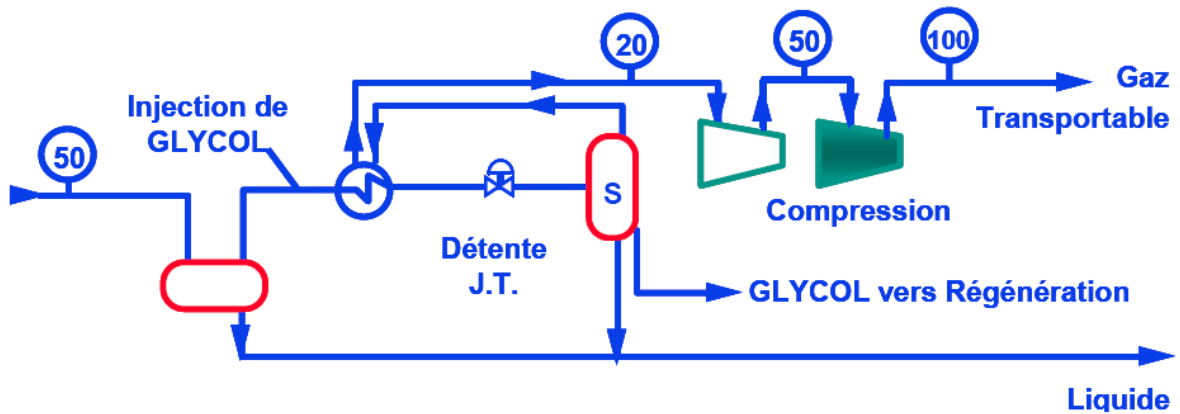 20
50
100
Gaz
Transportable
Injection de
GLYCOL
50
S
Compression
Détente
J.T.
GLYCOL vers Régénération
Liquide